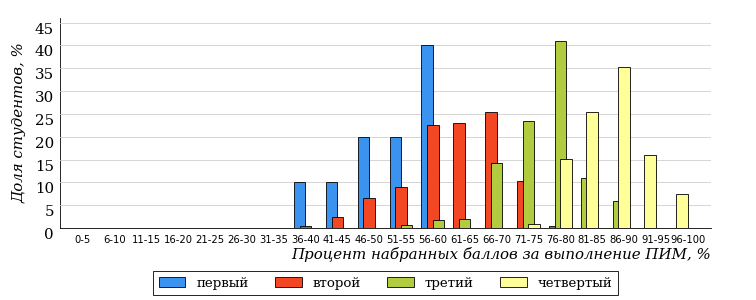 Доля студентов, %
45
40
35
30
25
20
15
10
5
0
0-5 6-10 11-15 16-20 21-25 26-30 31-35 36-40 41-45 46-50 51-55 56-60 61-65 66-70 71-75 76-80 81-85 86-90 91-95 96-100
Процент набранных баллов за выполнение ПИМ, %
первый второй третий четвертый